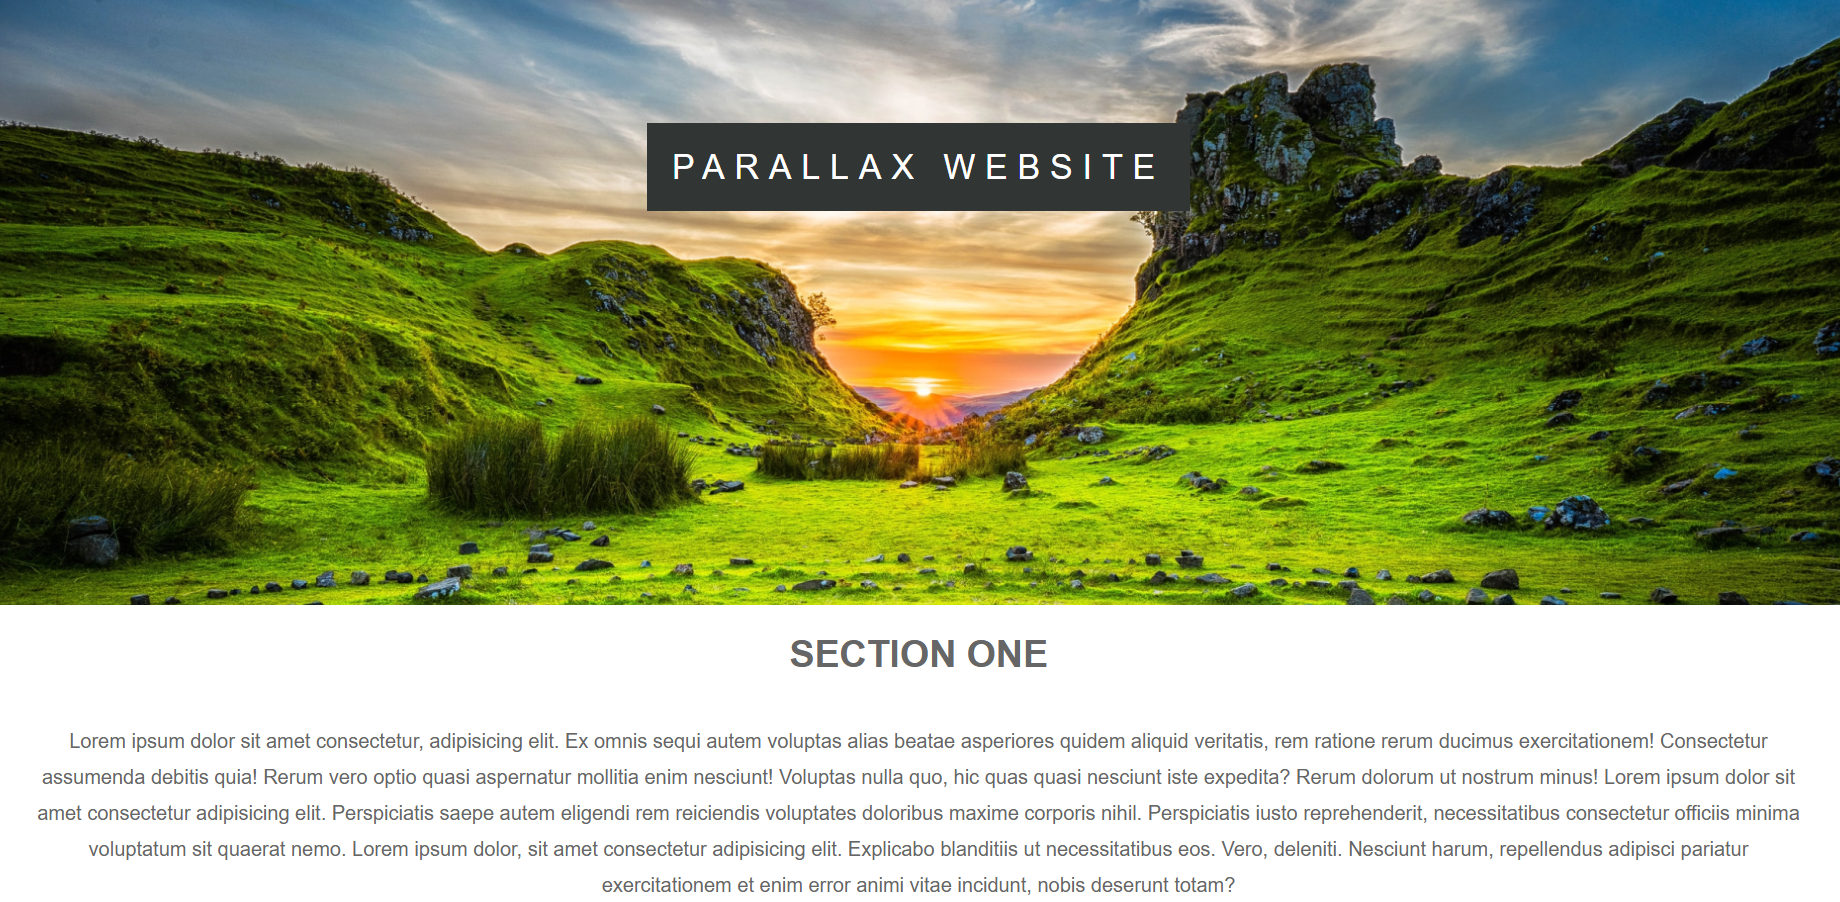 PARALLAX WEBSITE
SECTION ONE
Lorem ipsum dolor sit amet consectetur, adipisicing elit. Ex omnis sequi autem voluptas alias beatae asperiores quidem aliquid veritatis, rem ratione rerum ducimus exercitationem! Consectetur
assumenda debitis quia! Rerum vero optio quasi aspernatur mollitia enim nesciunt! Voluptas nulla quo, hic quas quasi nesciunt iste expedita? Rerum dolorum ut nostrum minus! Lorem ipsum dolor sit
amet consectetur adipisicing elit. Perspiciatis saepe autem eligendi rem reiciendis voluptates doloribus maxime corporis nihil. Perspiciatis iusto reprehenderit, necessitatibus consectetur officiis minima
voluptatum sit quaerat nemo. Lorem ipsum dolor, sit amet consectetur adipisicing elit. Explicabo blanditiis ut necessitatibus eos. Vero, deleniti. Nesciunt harum, repellendus adipisci pariatur
exercitationem et enim error animi vitae incidunt, nobis deserunt totam?